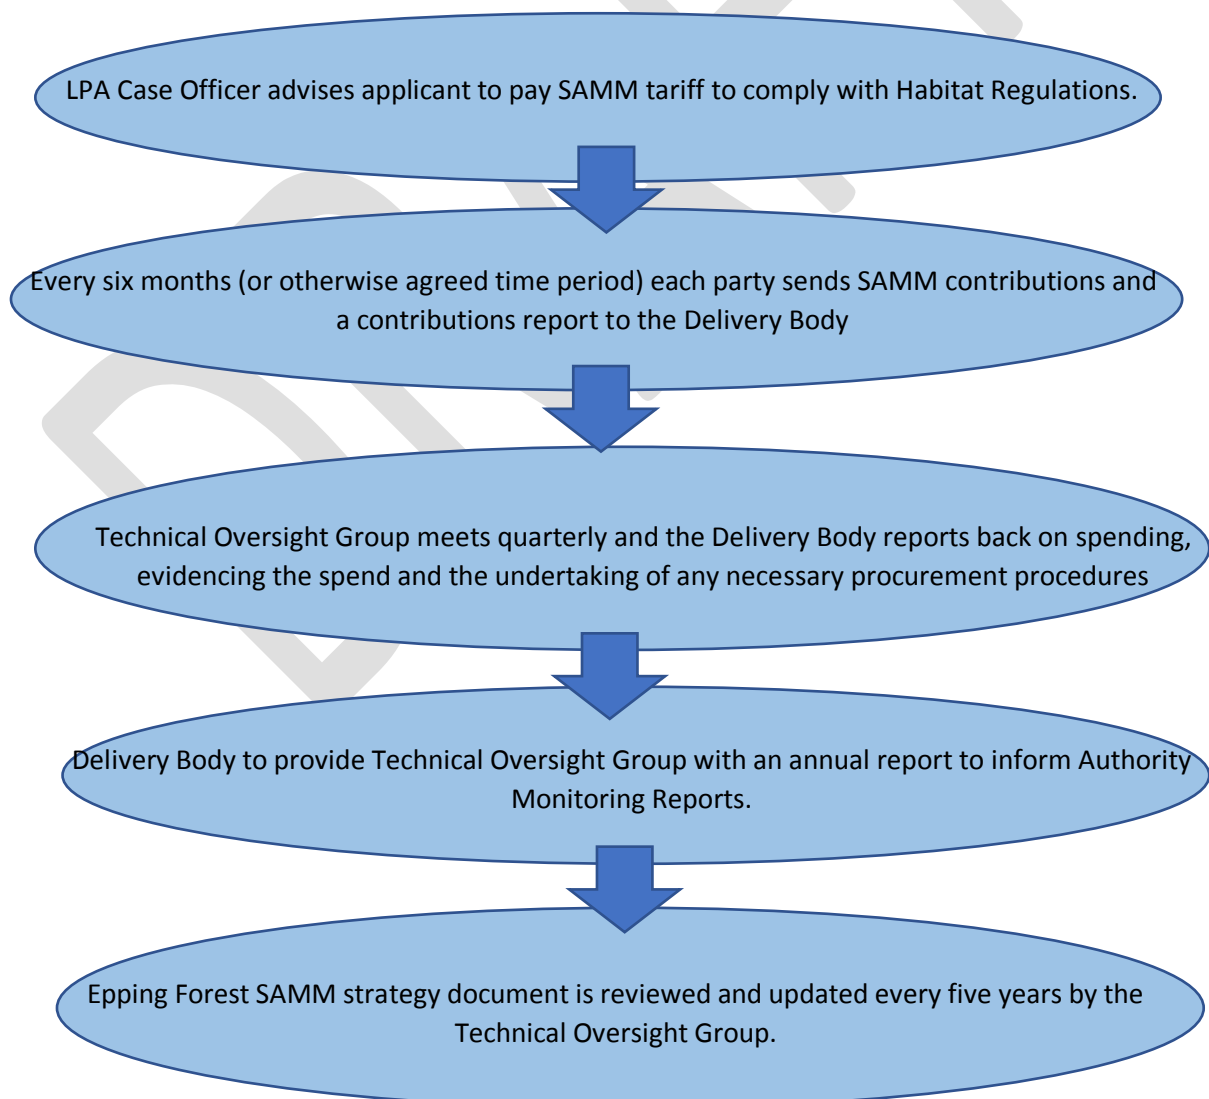 LPA Case Officer advises applicant to pay SAMM tariff to comply with Habitat Regulations.
Every six months (or otherwise agreed time period) each party sends SAMM contributions and
a contributions report to the Delivery Body
Technical Oversight Group meets quarterly and the Delivery Body reports back on spending,
evidencing the spend and the undertaking of any necessary procurement procedures
Delivery Body to provide Technical Oversight Group with an annual report to inform Authority
Monitoring Reports.
Epping Forest SAMM strategy document is reviewed and updated every five years by the
Technical Oversight Group.